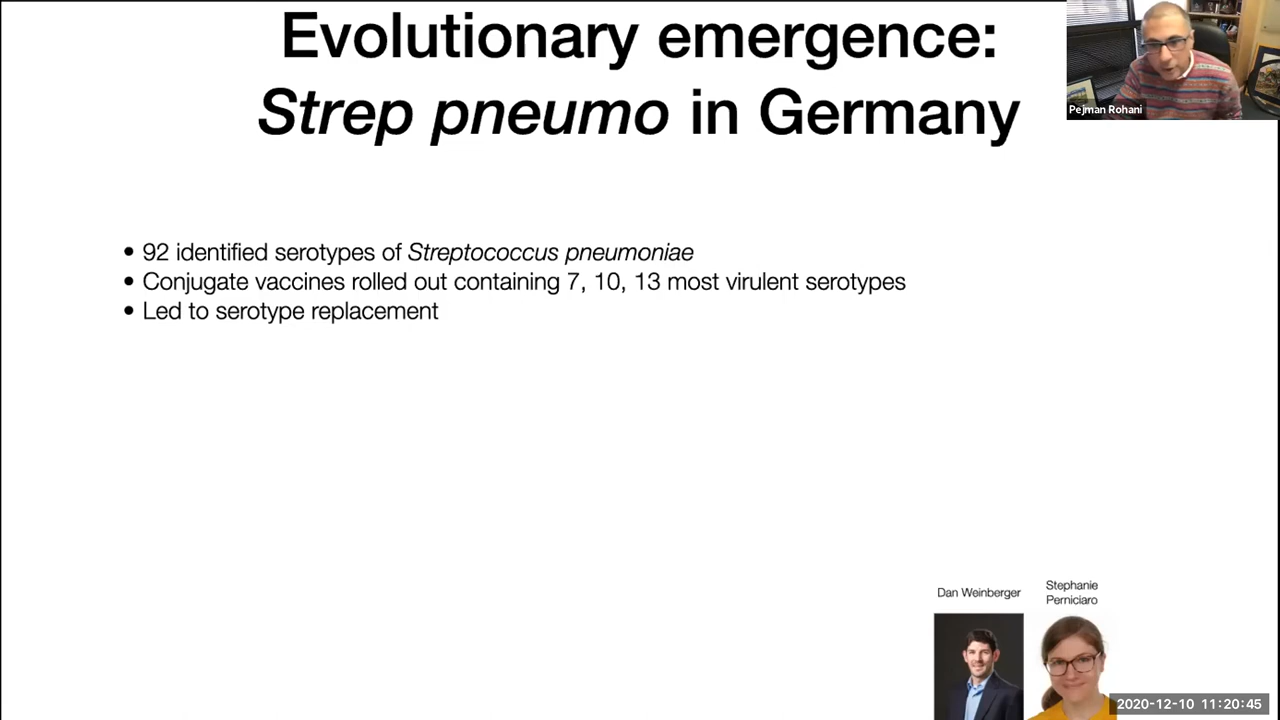 Evolutionary emergence:
Strep pneumo in Germany
Pejman Rohani
• 92 identified serotypes of Streptococcus pneumoniae
• Conjugate vaccines rolled out containing 7, 10, 13 most virulent serotypes
• Led to serotype replacement
Dan Weinberger
Stephanie
Perniciaro
2020-12-10 11:20:45